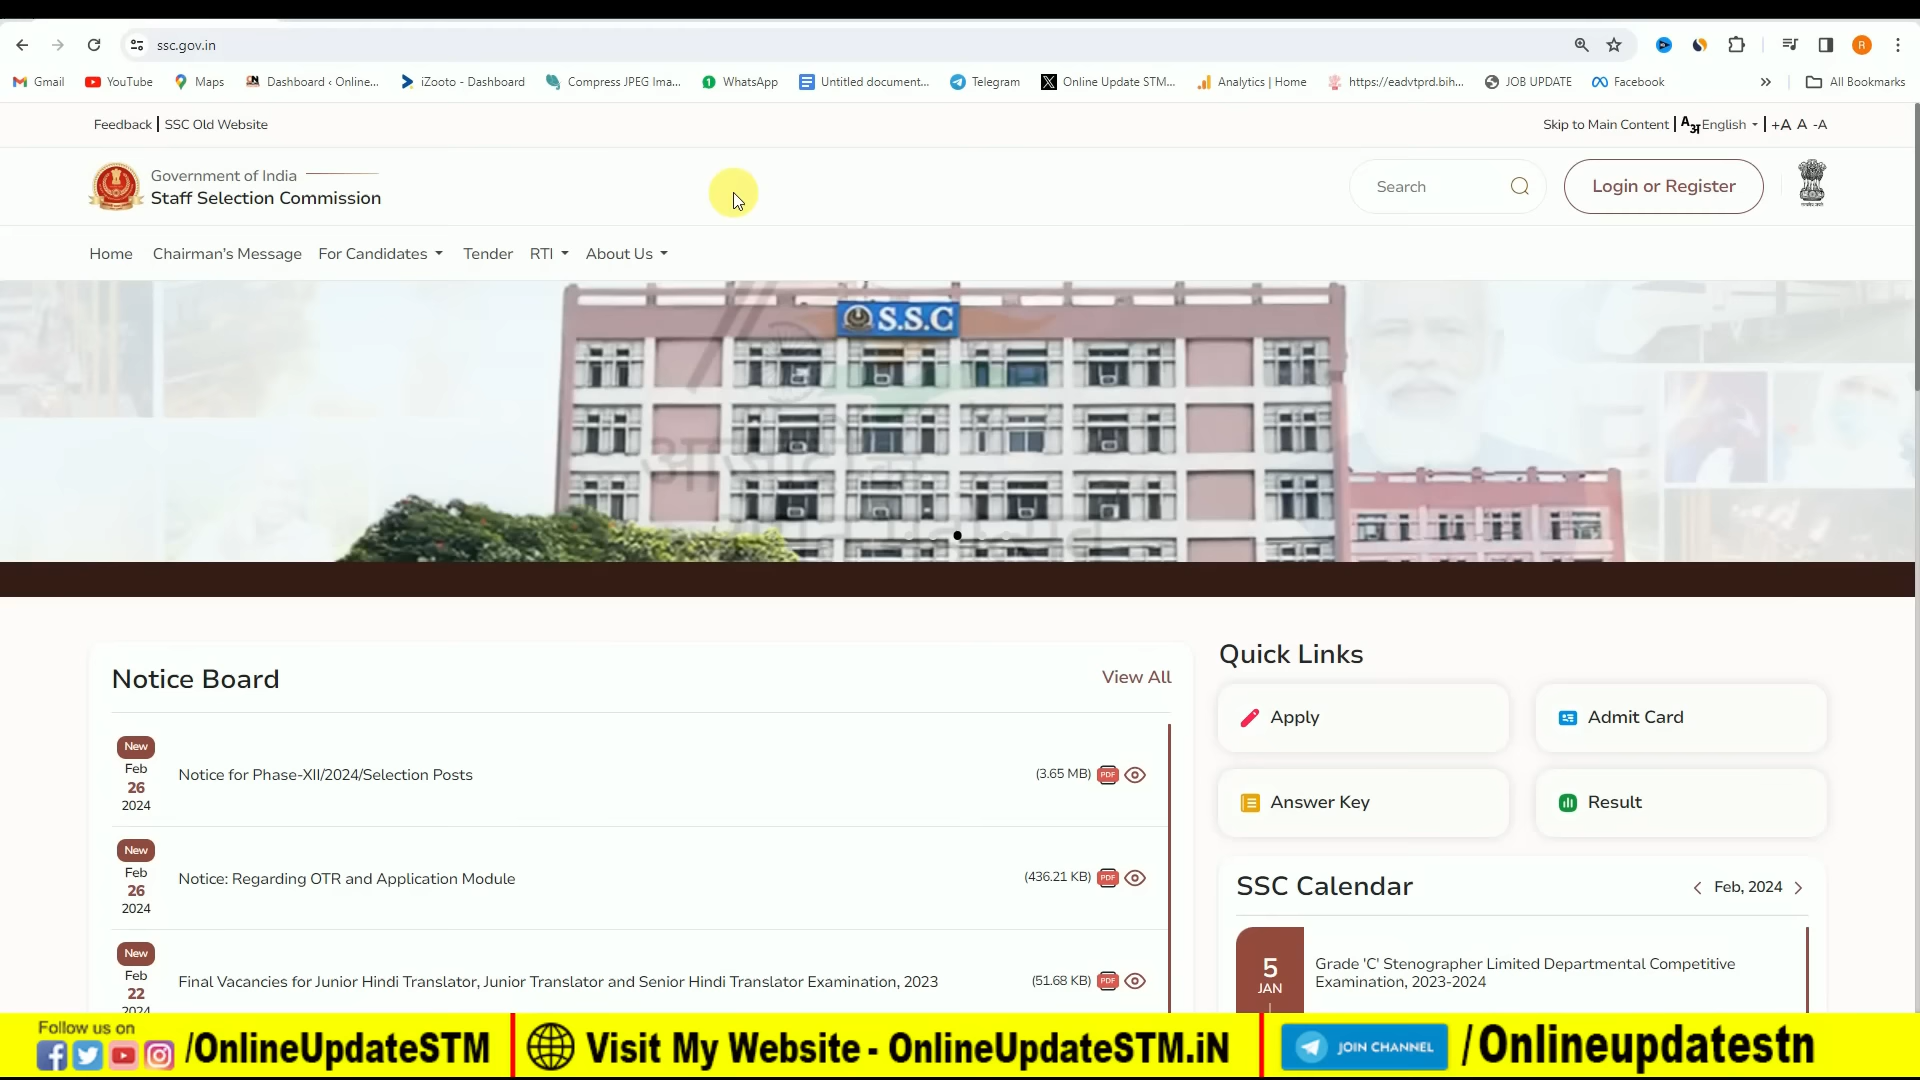 ssc.gov.in
R
Gmail YouTube Maps Dashboard ‹ Online... iZooto - Dashboard Compress JPEG Ima... WhatsApp Untitled document... Telegram Online Update STM... Analytics | Home https://eadvtprd.bih... JOB UPDATE Facebook » All Bookmarks
Feedback | SSC Old Website
Skip to Main Content | English | +A A -A
Government of India
Staff Selection Commission
Search
Login or Register
Home Chairman's Message For Candidates Tender RTI About Us
S.S.C
Notice Board
View All
New
Feb
26
2024
Notice for Phase-XII/2024/Selection Posts
(3.65 MB) PDF
New
Feb
26
2024
Notice: Regarding OTR and Application Module
(436.21 KB) PDF
New
Feb
22
2024
Final Vacancies for Junior Hindi Translator, Junior Translator and Senior Hindi Translator Examination, 2023
(51.68 KB) PDF
Quick Links
Apply
Admit Card
Answer Key
Result
SSC Calendar
Feb, 2024
5
JAN
Grade 'C' Stenographer Limited Departmental Competitive
Examination, 2023-2024
Follow us on
/OnlineUpdateSTM
Visit My Website - OnlineUpdateSTM.iN
JOIN CHANNEL
/Onlineupdatestn